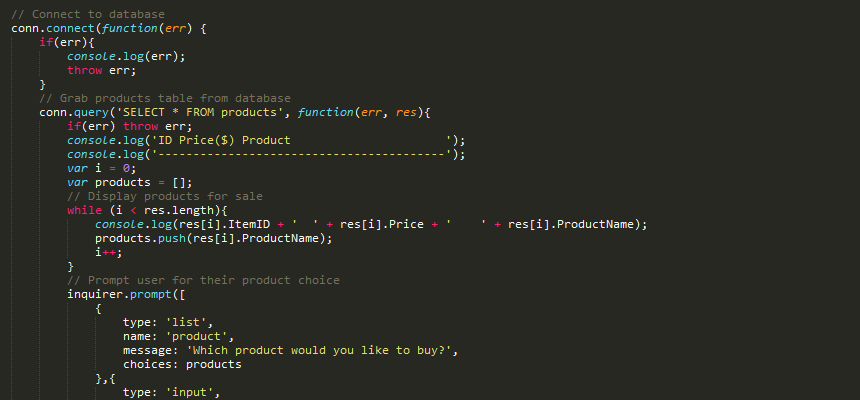 // Connect to database
conn.connect(function(err) {
    if(err){
        console.log(err);
        throw err;
    }
    // Grab products table from database
    conn.query('SELECT * FROM products', function(err, res){
        if(err) throw err;
        console.log('ID Price($) Product                      ');
        console.log('-----------------------------------------');
        var i = 0;
        var products = [];
        // Display products for sale
        while (i < res.length){
            console.log(res[i].ItemID + '  ' + res[i].Price + '    ' + res[i].ProductName);
            products.push(res[i].ProductName);
            i++;
        }
        // Prompt user for their product choice
        inquirer.prompt([
            {
                type: 'list',
                name: 'product',
                message: 'Which product would you like to buy?',
                choices: products
            },{
                type: 'input',